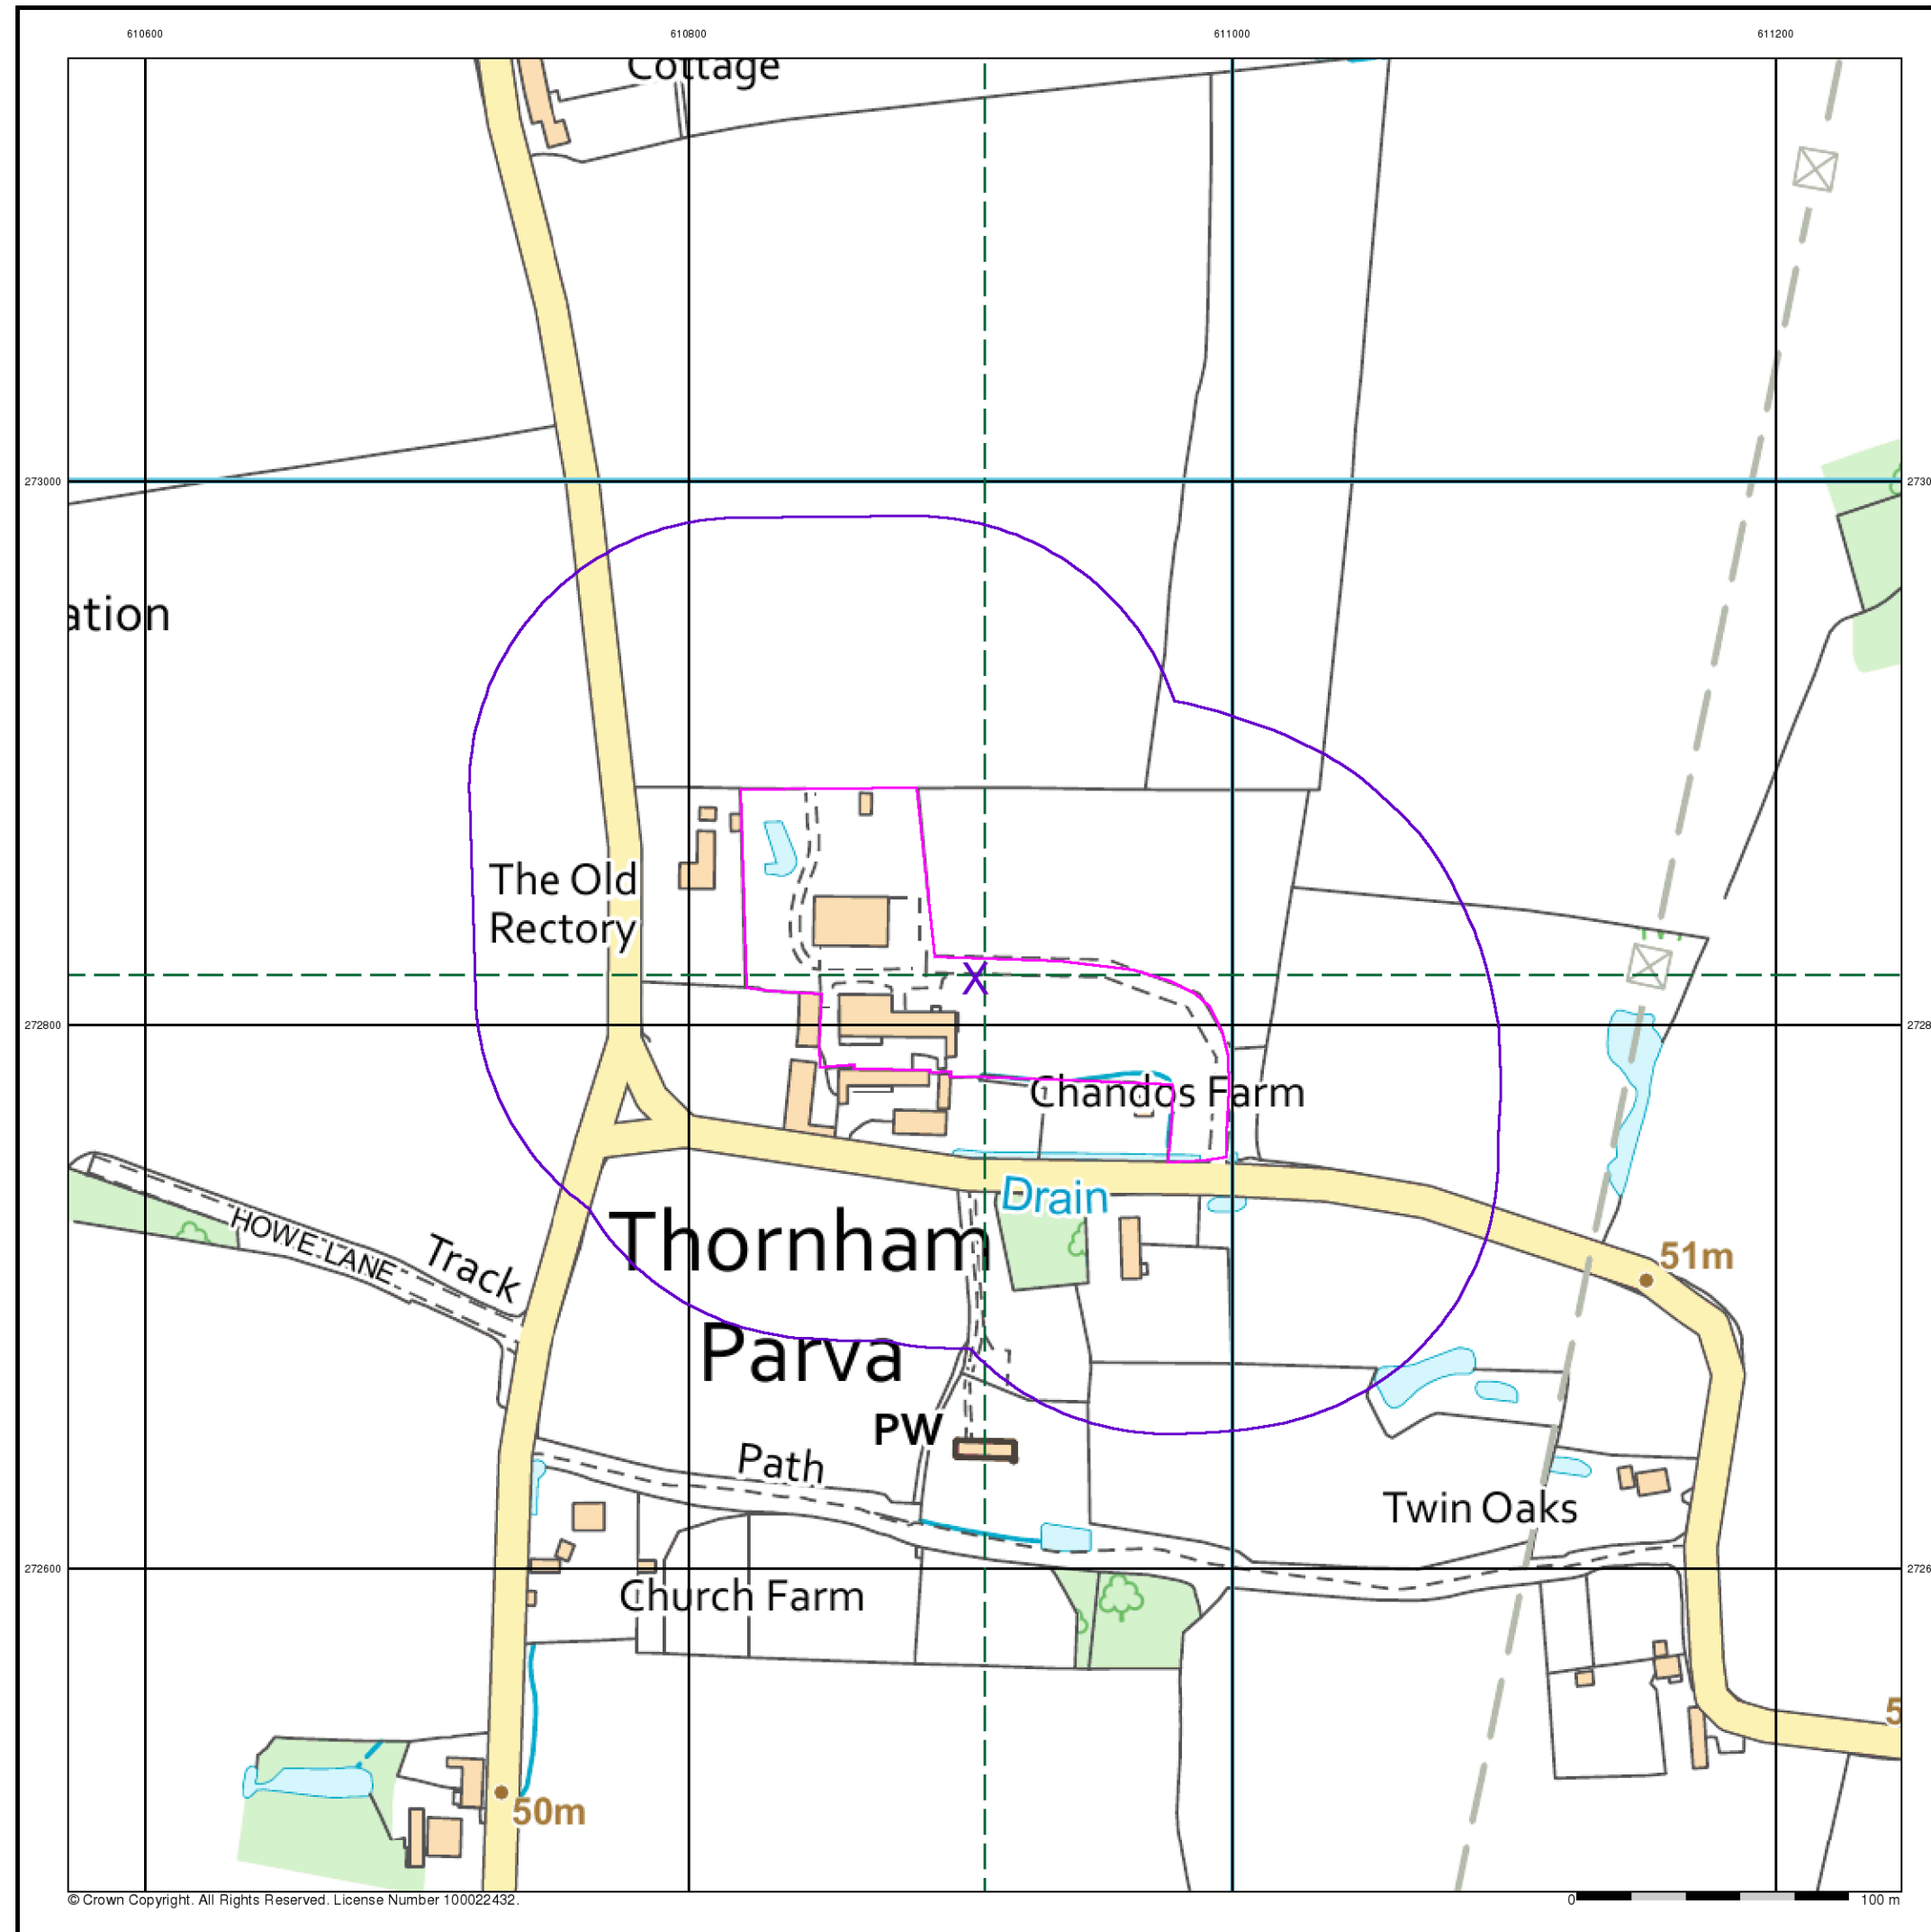 610600 610800 611000 611200
Cottage
273000
ation
The Old
Rectory
X
272800
Chandos Farm
Drain
HOWE LANE
Track
Thornham
51m
Parva
PW
Path
Twin Oaks
272600
Church Farm
50m
© Crown Copyright. All Rights Reserved. License Number 100022432.
0 100 m